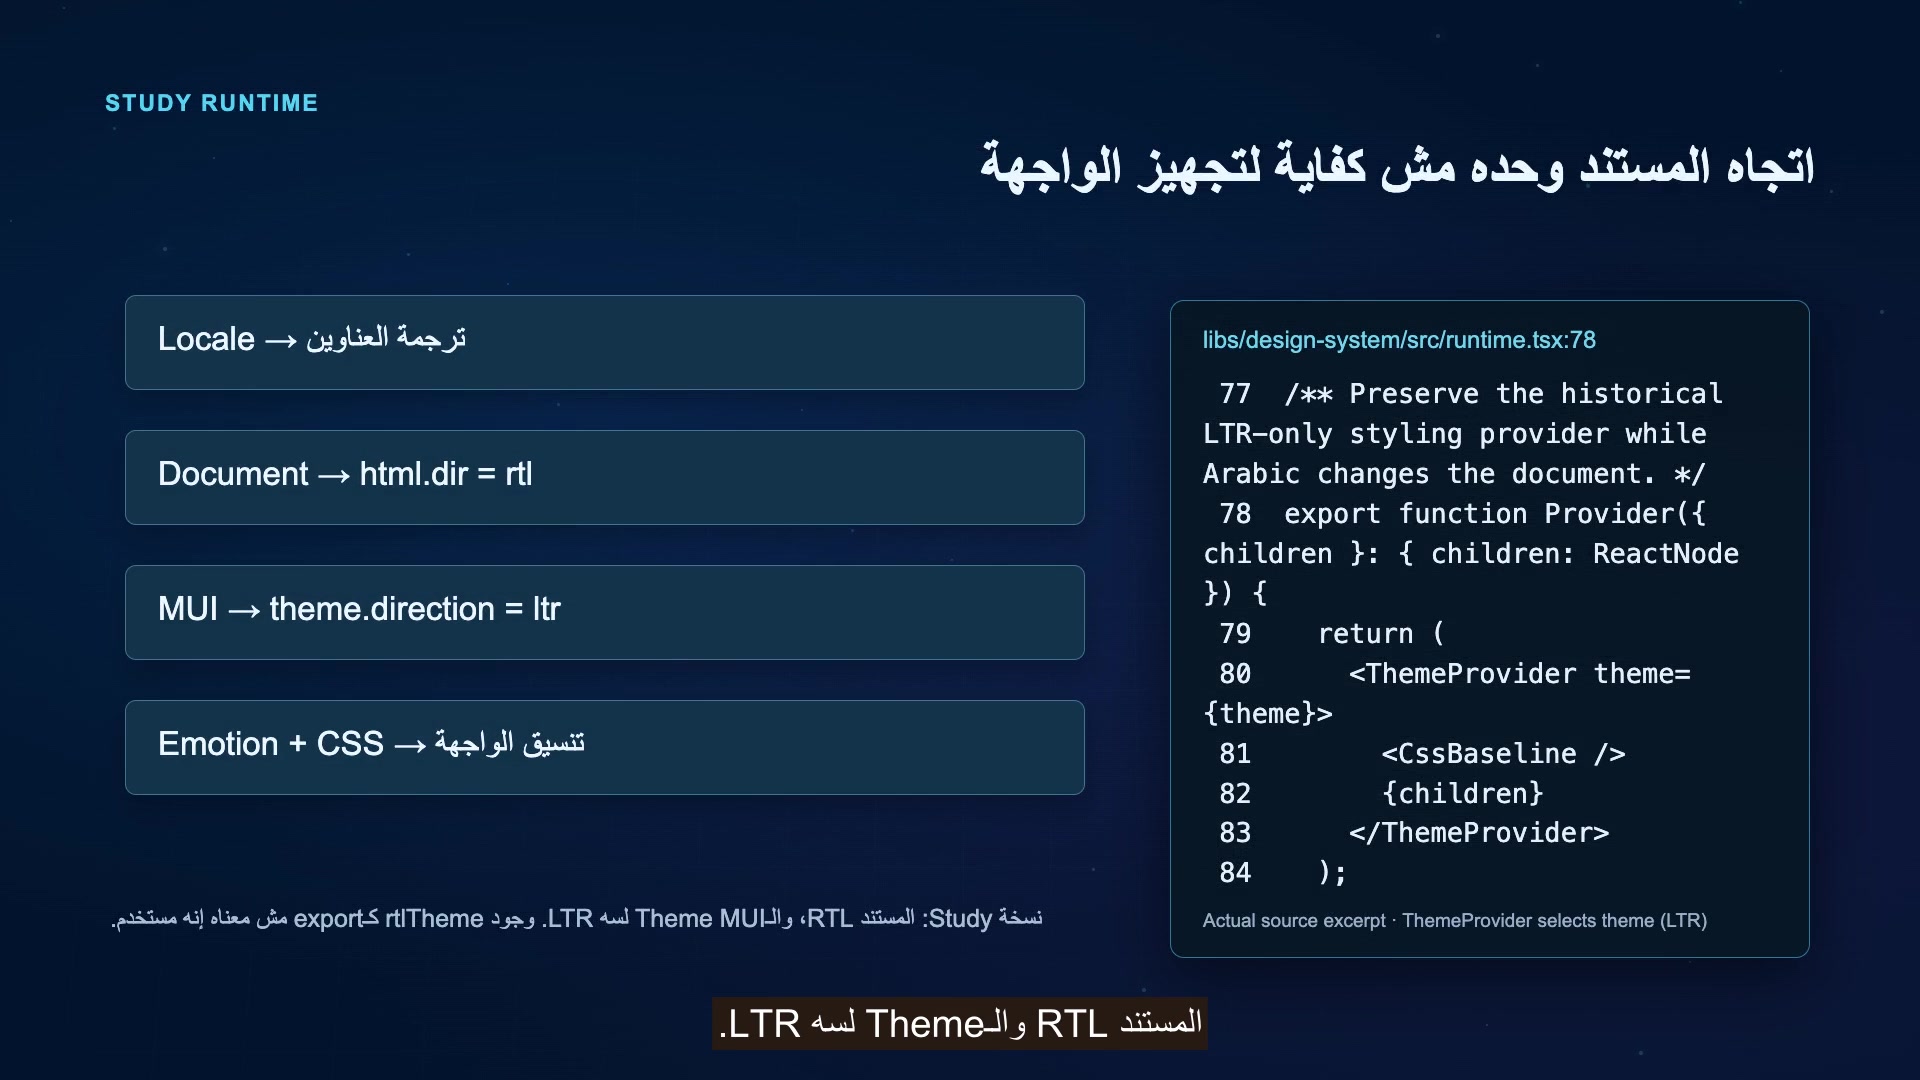 STUDY RUNTIME
اتجاه المستند وحده مش كفاية لتجهيز الواجهة
Locale → ترجمة العناوين
Document → html.dir = rtl
MUI → theme.direction = ltr
Emotion + CSS → تنسيق الواجهة
نسخة Study: المستند RTL، والـTheme MUI لسه LTR. وجود rtlTheme كـexport مش معناه إنه مستخدم.
libs/design-system/src/runtime.tsx:78
77  /** Preserve the historical
LTR-only styling provider while
Arabic changes the document. */
78  export function Provider({
children }: { children: ReactNode
}) {
79    return (
80      <ThemeProvider theme=
{theme}>
81        <CssBaseline />
82        {children}
83      </ThemeProvider>
84    );
Actual source excerpt · ThemeProvider selects theme (LTR)
المستند RTL والـTheme لسه LTR.